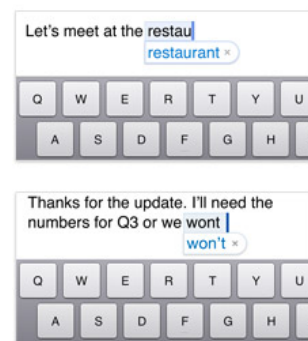 Let's meet at the restau
restaurant ×
Q W E R T Y U
A S D F G H
Thanks for the update. I'll need the
numbers for Q3 or we wont
won't ×
Q W E R T Y U
A S D F G H